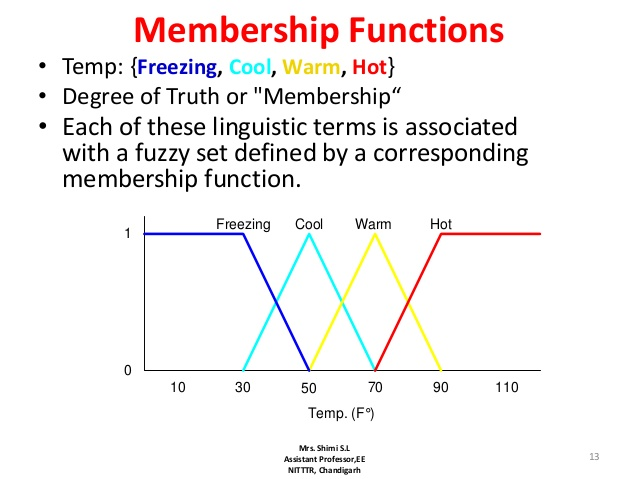 Membership Functions
• Temp: {Freezing, Cool, Warm, Hot}
• Degree of Truth or "Membership“
• Each of these linguistic terms is associated
with a fuzzy set defined by a corresponding
membership function.
Freezing Cool Warm Hot
1
0
10 30 50 70 90 110
Temp. (F°)
Mrs. Shimi S.L
Assistant Professor,EE
NITTTR, Chandigarh
13